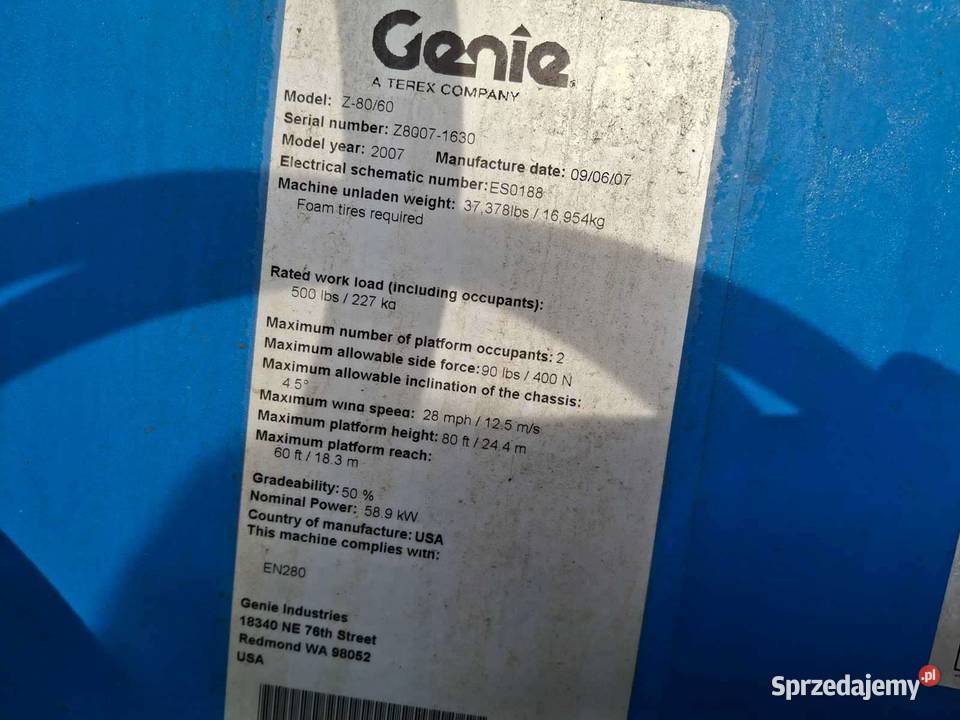 Genie
A TEREX COMPANY
Model: Z-80/60
Serial number: Z8007-1630
Model year: 2007 Manufacture date: 09/06/07
Electrical schematic number: ES0188
Machine unladen weight: 37,378lbs / 16,954kg
Foam tires required
Rated work load (including occupants):
500 lbs / 227 kg
Maximum number of platform occupants: 2
Maximum allowable side force: 90 lbs / 400 N
Maximum allowable inclination of the chassis:
4.5°
Maximum wind speed: 28 mph / 12.5 m/s
Maximum platform height: 80 ft / 24.4 m
Maximum platform reach:
60 ft / 18.3 m
Gradeability: 50 %
Nominal Power: 58.9 kW
Country of manufacture: USA
This machine complies with:
EN280
Genie Industries
18340 NE 76th Street
Redmond WA 98052
USA
Sprzedajemy.pl